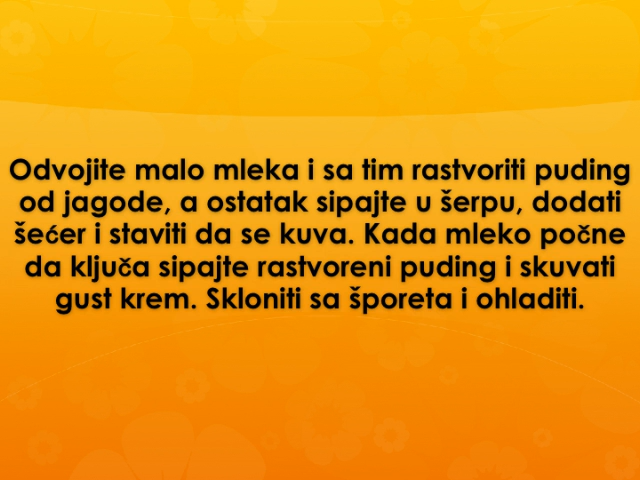 Odvojite malo mleka i sa tim rastvoriti puding
od jagode, a ostatak sipajte u šerpu, dodati
šećer i staviti da se kuva. Kada mleko počne
da ključa sipajte rastvoreni puding i skuvati
gust krem. Skloniti sa šporeta i ohladiti.